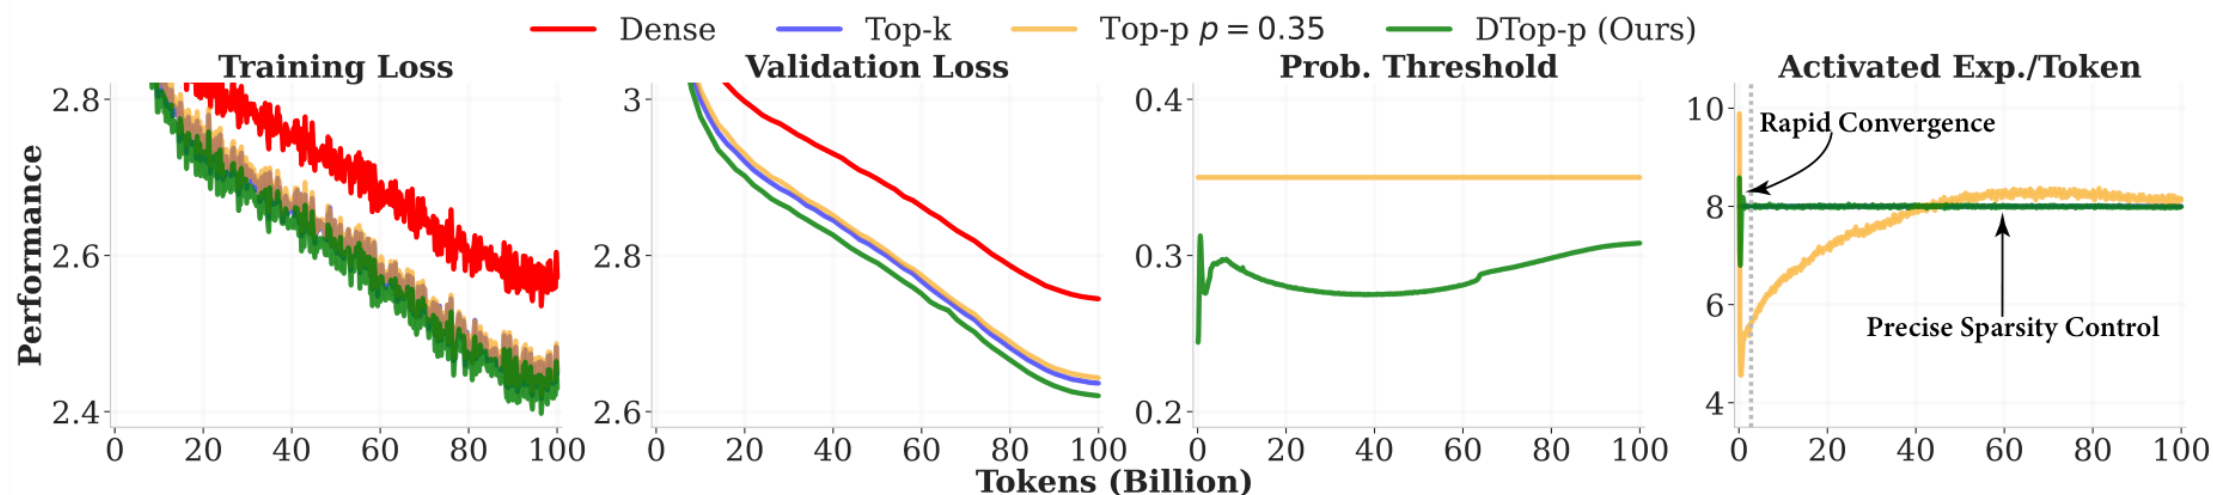 Dense Top-k Top-p p = 0.35 DTop-p (Ours)
Training Loss Validation Loss Prob. Threshold Activated Exp./Token
Performance
2.8
2.6
2.4
0 20 40 60 80 100
3
2.8
2.6
0 20 40 60 80 100
0.4
0.3
0.2
0 20 40 60 80 100
10
8
6
4
Rapid Convergence
Precise Sparsity Control
0 20 40 60 80 100
Tokens (Billion)